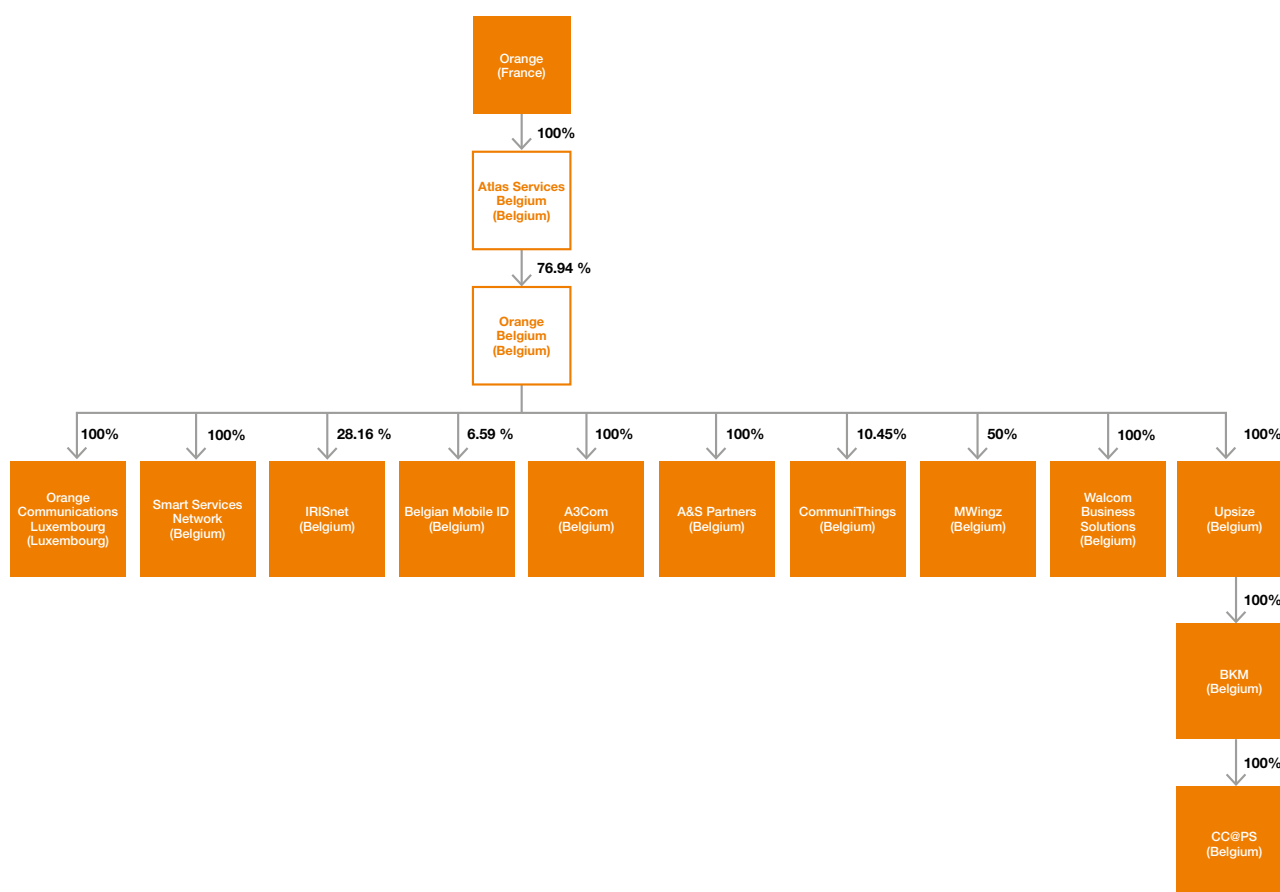 Orange
(France)
100%
Atlas Services
Belgium
(Belgium)
76.94 %
Orange
Belgium
(Belgium)
100%
100%
28.16 %
6.59 %
100%
100%
10.45%
50%
100%
100%
Orange
Communications
Luxembourg
(Luxembourg)
Smart Services
Network
(Belgium)
IRISnet
(Belgium)
Belgian Mobile ID
(Belgium)
A3Com
(Belgium)
A&S Partners
(Belgium)
CommuniThings
(Belgium)
MWingz
(Belgium)
Walcom
Business
Solutions
(Belgium)
Upsize
(Belgium)
100%
BKM
(Belgium)
100%
CC@PS
(Belgium)